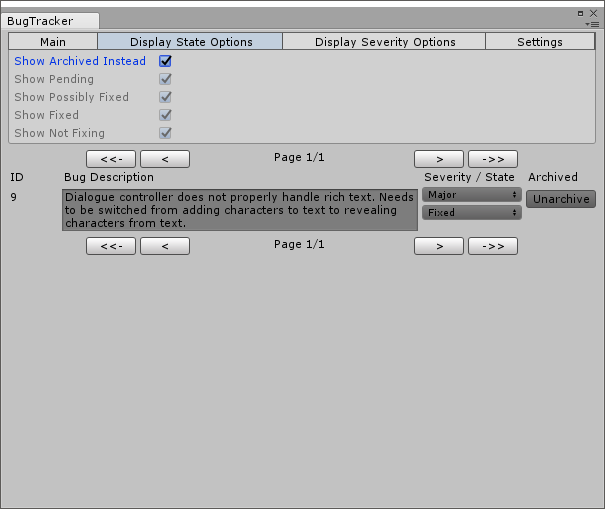 BugTracker
Main Display State Options Display Severity Options Settings
Show Archived Instead
Show Pending
Show Possibly Fixed
Show Fixed
Show Not Fixing
<<- < Page 1/1 > ->>
ID Bug Description Severity / State Archived
9 Dialogue controller does not properly handle rich text. Needs Major Unarchive
to be switched from adding characters to text to revealing Fixed
characters from text.
<<- < Page 1/1 > ->>